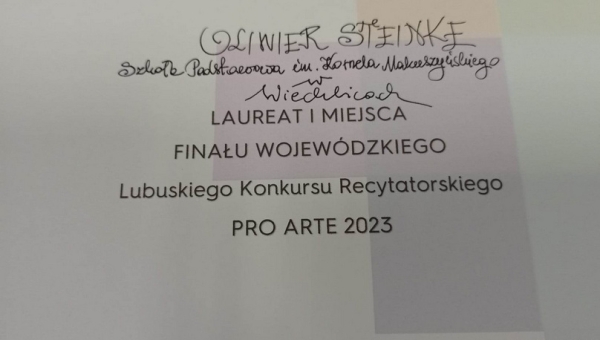 OLIWIER STEINKE
Szkoła Podstawowa im. Kornela Makuszyńskiego
w
Wiechlicach
LAUREAT I MIEJSCA
FINAŁU WOJEWÓDZKIEGO
Lubuskiego Konkursu Recytatorskiego
PRO ARTE 2023